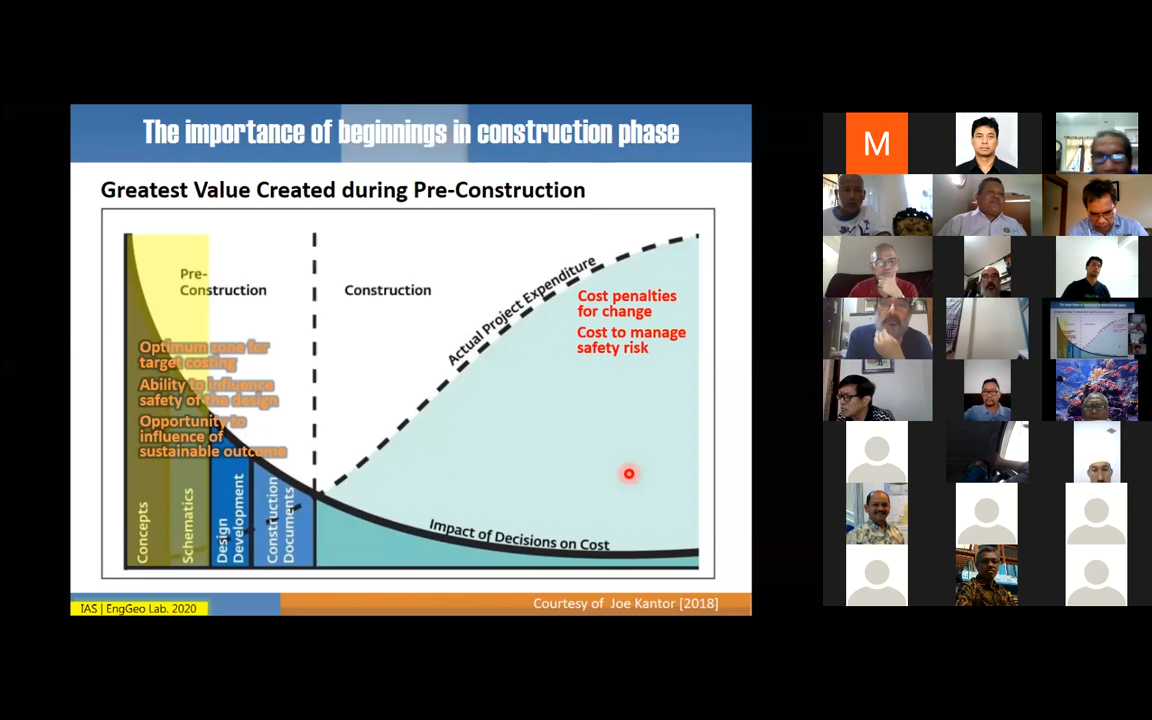 The importance of beginnings in construction phase
M
Greatest Value Created during Pre-Construction
Pre-
Construction
Construction
Actual Project Expenditure
Cost penalties
for change
Cost to manage
safety risk
Optimum zone for
target costing
Ability to influence
safety of the design
Opportunity to
influence of
sustainable outcome
Concepts
Schematics
Design
Development
Construction
Documents
Impact of Decisions on Cost
IAS | EngGeo Lab. 2020
Courtesy of Joe Kantor [2018]